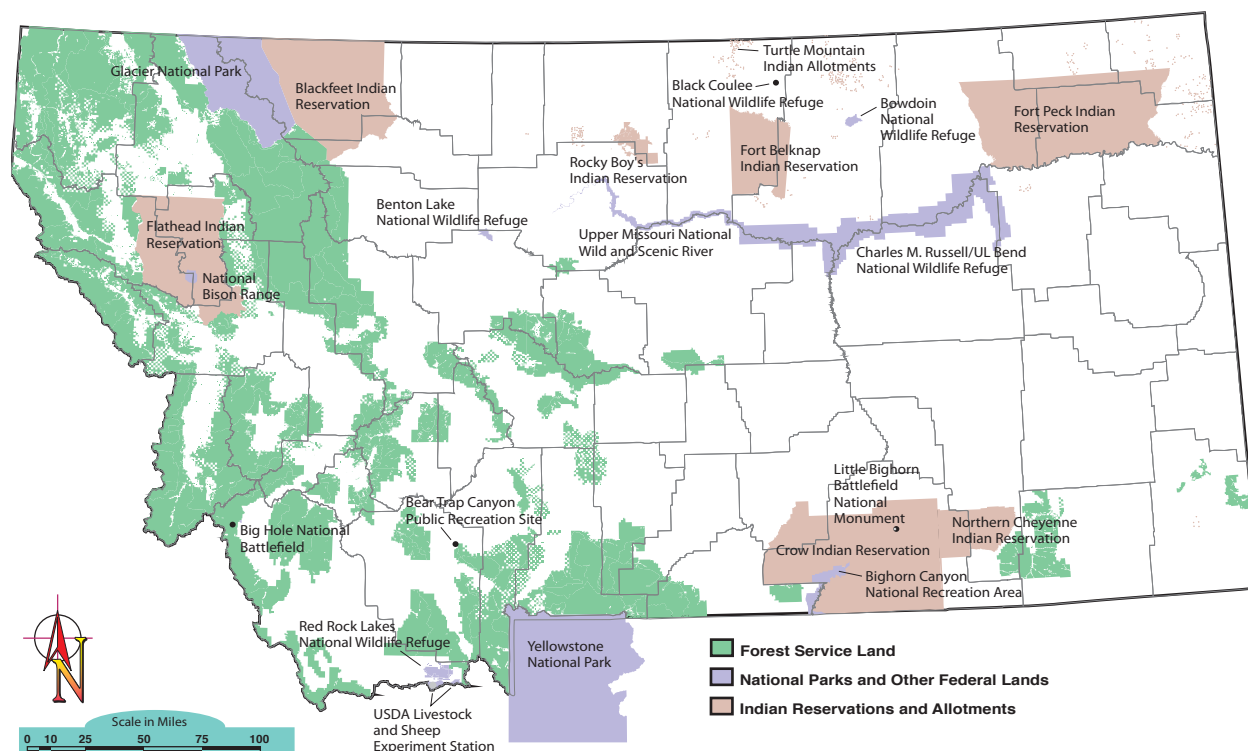 Glacier National Park
Blackfeet Indian
Reservation
Turtle Mountain
Indian Allotments
Black Coulee
National Wildlife Refuge
Bowdoin
National
Wildlife Refuge
Fort Peck Indian
Reservation
Rocky Boy's
Indian Reservation
Fort Belknap
Indian Reservation
Benton Lake
National Wildlife Refuge
Flathead Indian
Reservation
National
Bison Range
Upper Missouri National
Wild and Scenic River
Charles M. Russell/UL Bend
National Wildlife Refuge
Little Bighorn
Battlefield
National
Monument
Bear Trap Canyon
Public Recreation Site
Big Hole National
Battlefield
Northern Cheyenne
Indian Reservation
Crow Indian Reservation
Bighorn Canyon
National Recreation Area
Red Rock Lakes
National Wildlife Refuge
Yellowstone
National Park
USDA Livestock
and Sheep
Experiment Station
Forest Service Land
National Parks and Other Federal Lands
Indian Reservations and Allotments
N
Scale in Miles
0 10 25 50 75 100